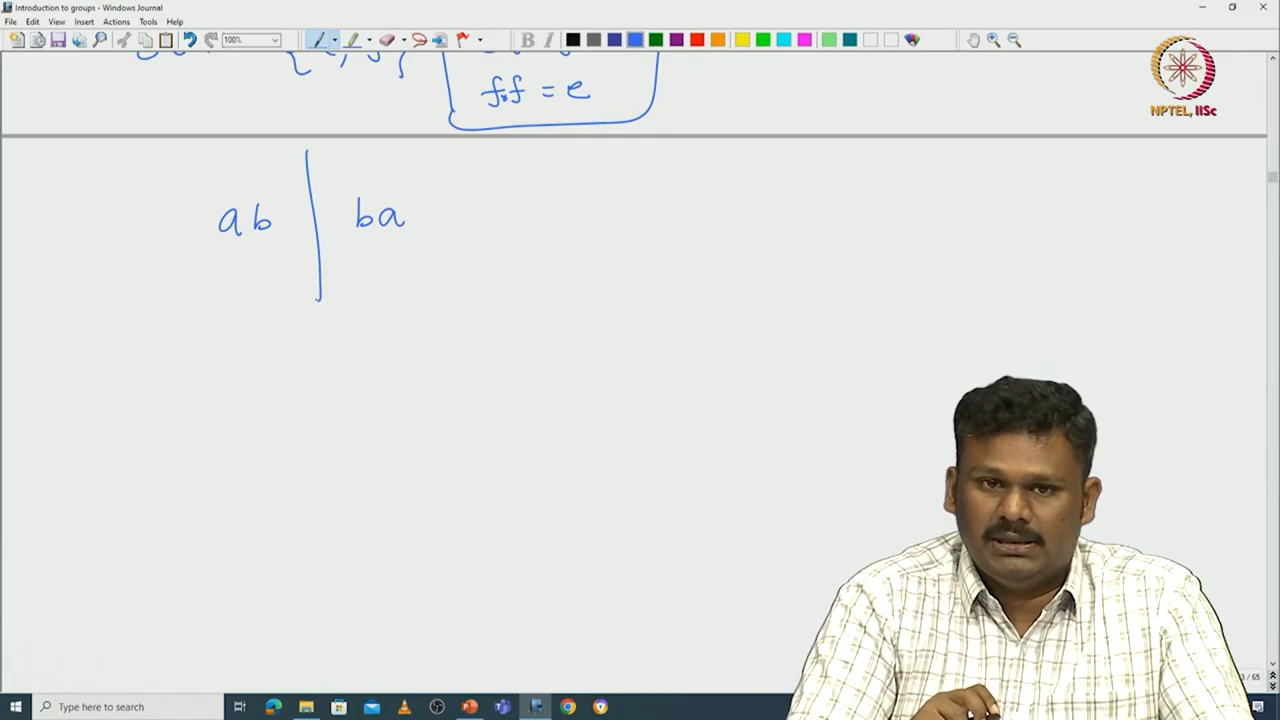 Introduction to groups - Windows Journal
File Edit View Insert Actions Tools Help
100% B I
f.f = e
NPTEL, IISc
ab | ba
/ 65
Type here to search